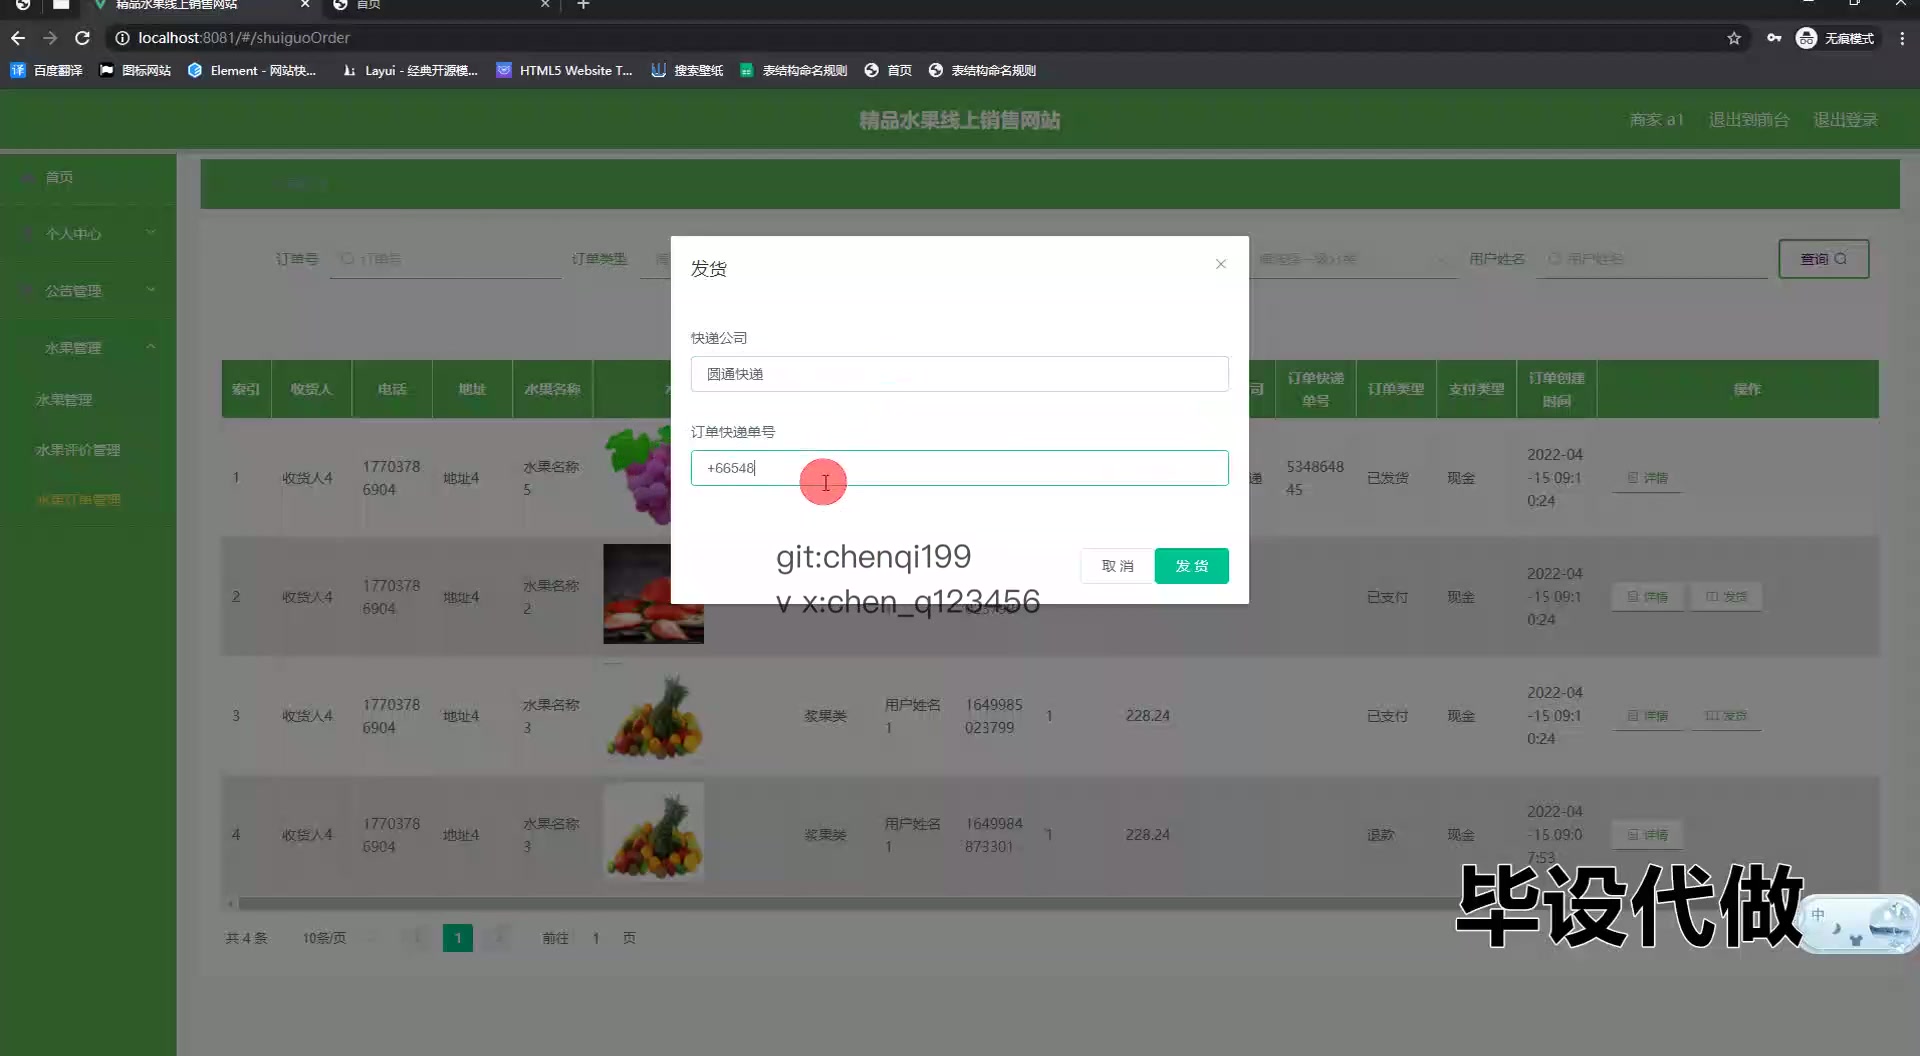 精品水果线上销售网站
首页
localhost:8081/#/shuiguoOrder
无痕模式
百度翻译
图标网站
Element - 网站快...
Layui - 经典开源模...
HTML5 Website T...
搜索壁纸
表结构命名规则
首页
表结构命名规则
精品水果线上销售网站
商家 a1
退出到前台
退出登录
首页
个人中心
公告管理
水果管理
水果管理
水果评价管理
水果订单管理
订单号
订单号
订单类型
用户姓名
用户姓名
查询
索引 收货人 电话 地址 水果名称 司 订单快递单号 订单类型 支付类型 订单创建时间 操作
1 收货人4 17703786904 地址4 水果名称5 递 534864845 已发货 现金 2022-04-15 09:10:24 详情
2 收货人4 17703786904 地址4 水果名称2 已支付 现金 2022-04-15 09:10:24 详情 发货
3 收货人4 17703786904 地址4 水果名称3 浆果类 用户姓名1 1649985023799 1 228.24 已支付 现金 2022-04-15 09:10:24 详情 发货
4 收货人4 17703786904 地址4 水果名称3 浆果类 用户姓名1 1649984873301 1 228.24 退款 现金 2022-04-15 09:07:53 详情
共 4 条 10条/页 1 前往 1 页
发货
快递公司
圆通快递
订单快递单号
+66548
取 消
发 货
git:chenqi199
v x:chen_q123456
毕设代做
中